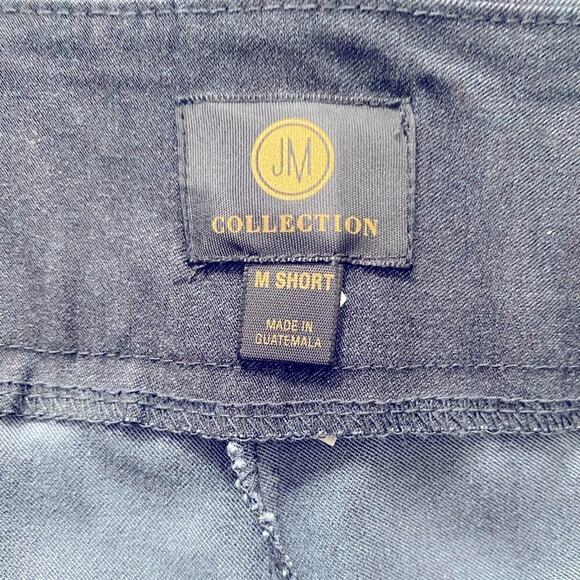 JM
COLLECTION
M SHORT
MADE IN
GUATEMALA